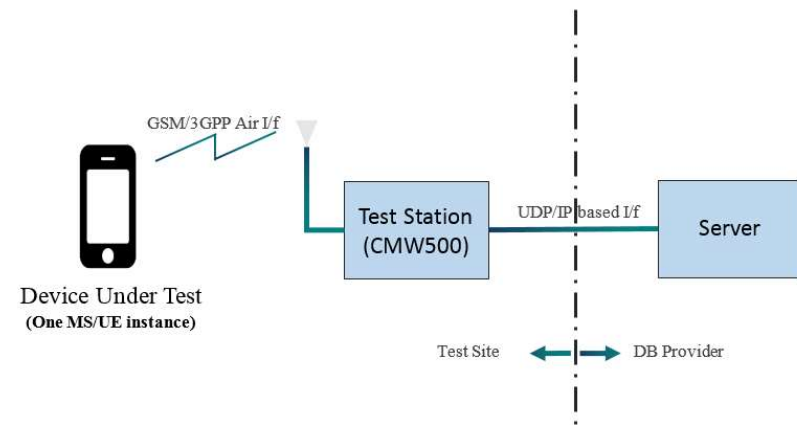 GSM/3GPP Air I/f
Test Station
(CMW500)
UDP/IP based I/f
Server
Device Under Test
(One MS/UE instance)
Test Site
DB Provider